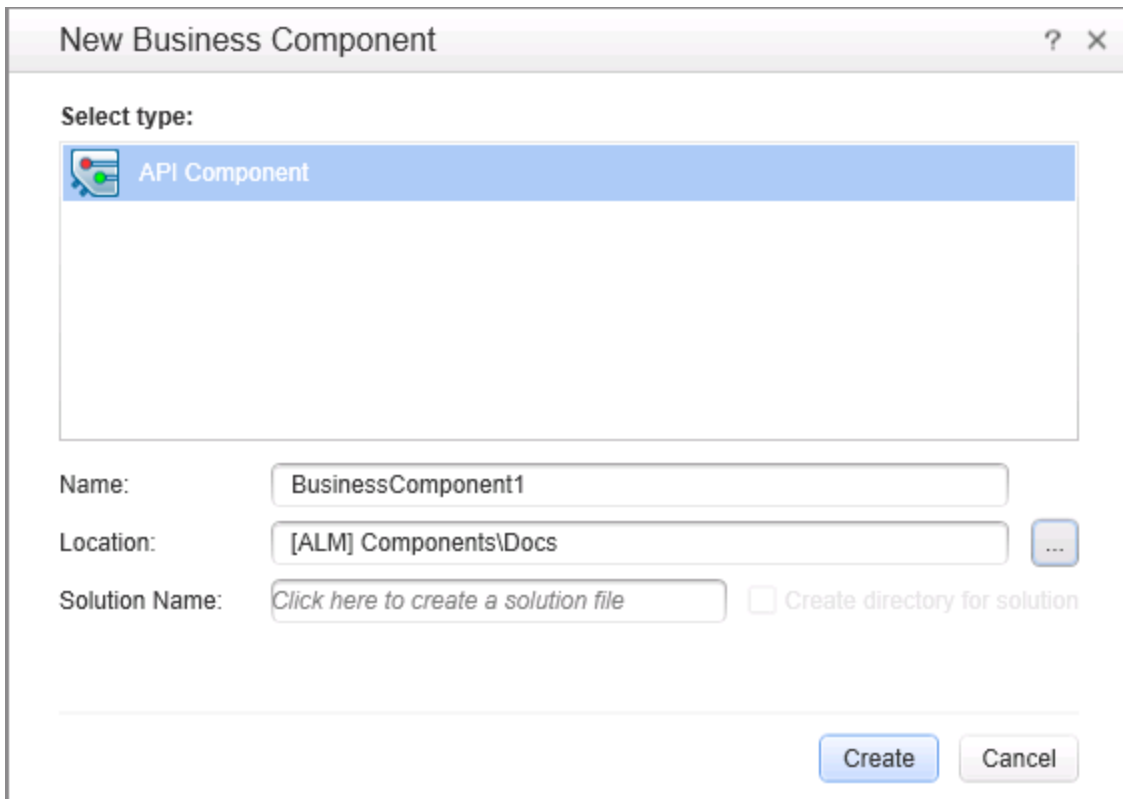 New Business Component ? ×
Select type:
API Component
Name: BusinessComponent1
Location: [ALM] Components\Docs ...
Solution Name: Click here to create a solution file Create directory for solution
Create Cancel